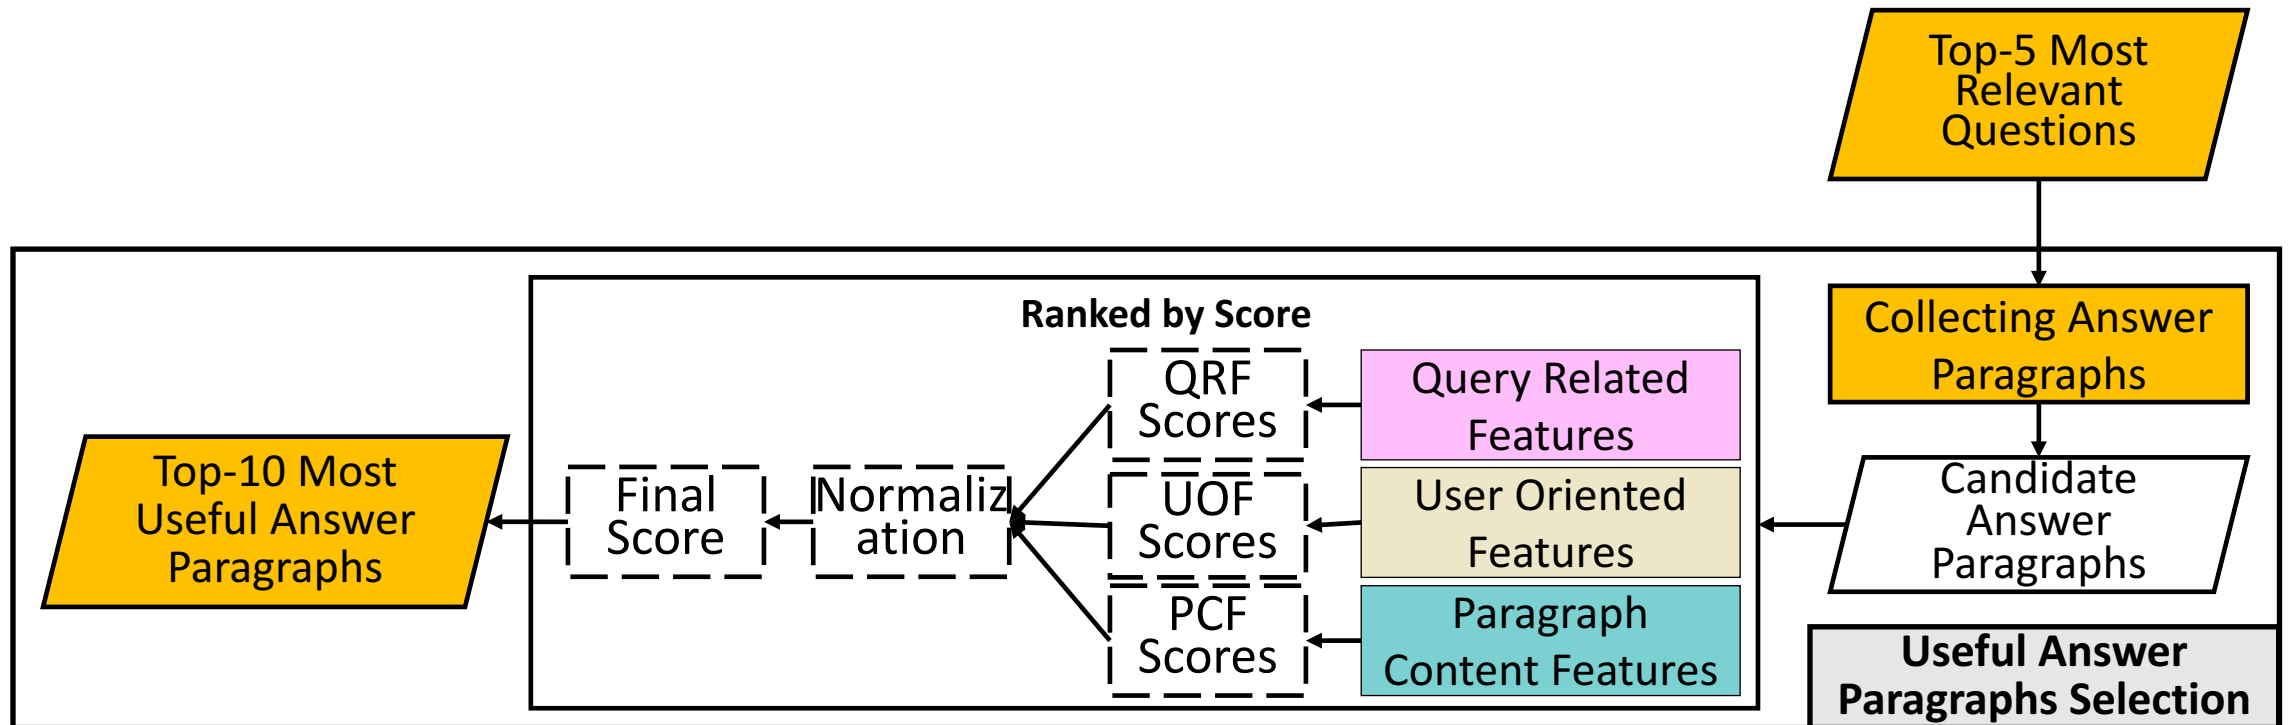 Top-5 Most
Relevant
Questions
Collecting Answer
Paragraphs
Candidate
Answer
Paragraphs
Ranked by Score
Query Related
Features
User Oriented
Features
Paragraph
Content Features
QRF
Scores
UOF
Scores
PCF
Scores
Normaliz
ation
Final
Score
Top-10 Most
Useful Answer
Paragraphs
Useful Answer
Paragraphs Selection